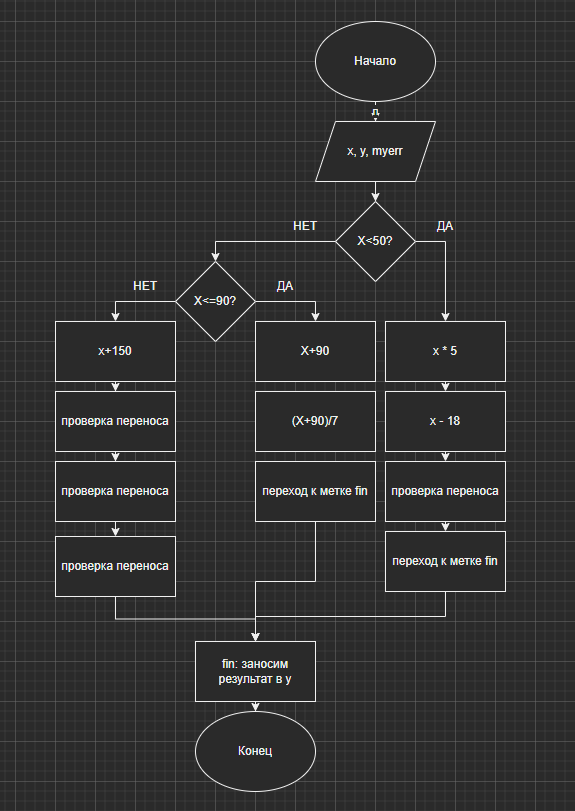 Начало
x, y, myerr
X<50?
НЕТ
ДА
X<=90?
НЕТ
ДА
x+150
X+90
x * 5
проверка переноса
(X+90)/7
x - 18
проверка переноса
переход к метке fin
проверка переноса
проверка переноса
переход к метке fin
fin: заносим
результат в y
Конец